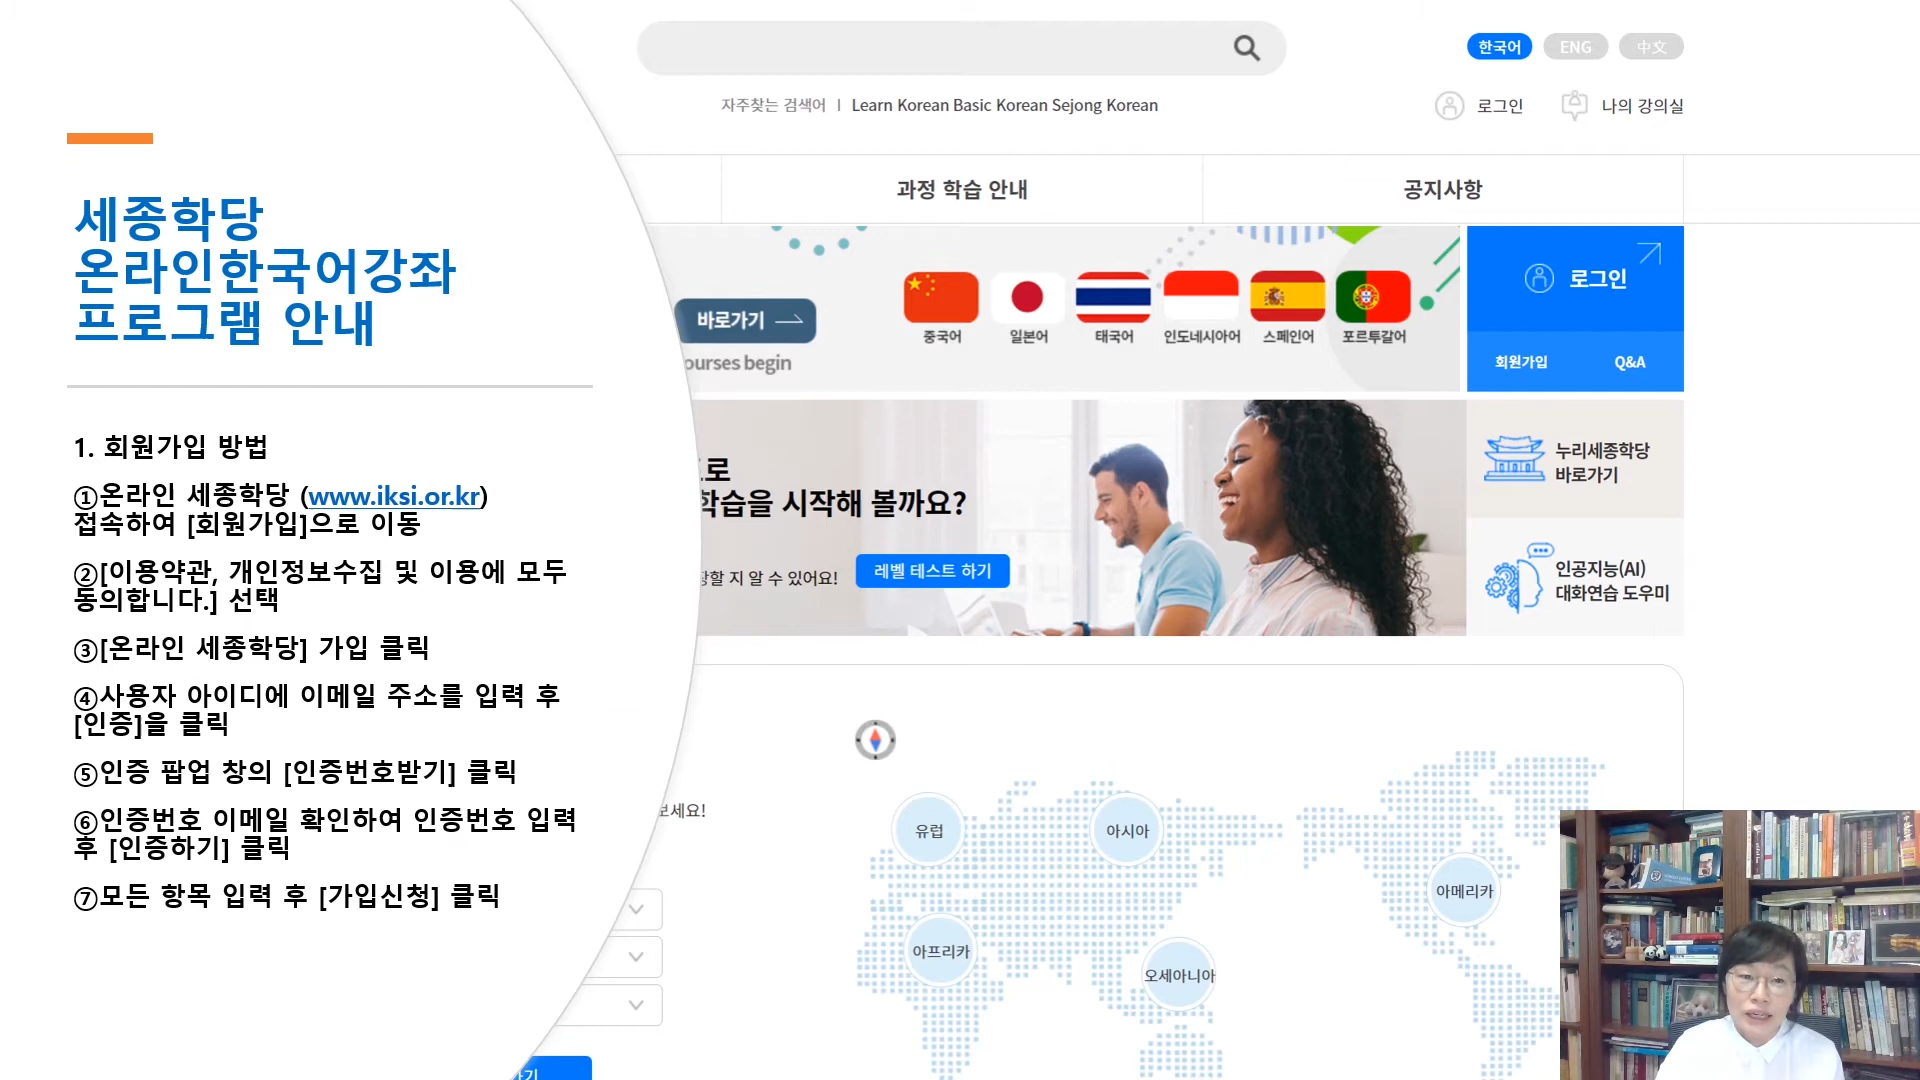 세종학당
온라인한국어강좌
프로그램 안내
1. 회원가입 방법
①온라인 세종학당 (www.iksi.or.kr)
접속하여 [회원가입]으로 이동
②[이용약관, 개인정보수집 및 이용에 모두
동의합니다.] 선택
③[온라인 세종학당] 가입 클릭
④사용자 아이디에 이메일 주소를 입력 후
[인증]을 클릭
⑤인증 팝업 창의 [인증번호받기] 클릭
⑥인증번호 이메일 확인하여 인증번호 입력
후 [인증하기] 클릭
⑦모든 항목 입력 후 [가입신청] 클릭
한국어 ENG 中文
자주찾는 검색어 | Learn Korean Basic Korean Sejong Korean
로그인 나의 강의실
과정 학습 안내 공지사항
바로가기
ourses begin
중국어 일본어 태국어 인도네시아어 스페인어 포르투갈어
로그인
회원가입 Q&A
로
학습을 시작해 볼까요?
할 지 알 수 있어요!
레벨 테스트 하기
누리세종학당
바로가기
인공지능(AI)
대화연습 도우미
보세요!
유럽 아시아
아메리카
아프리카
오세아니아
기